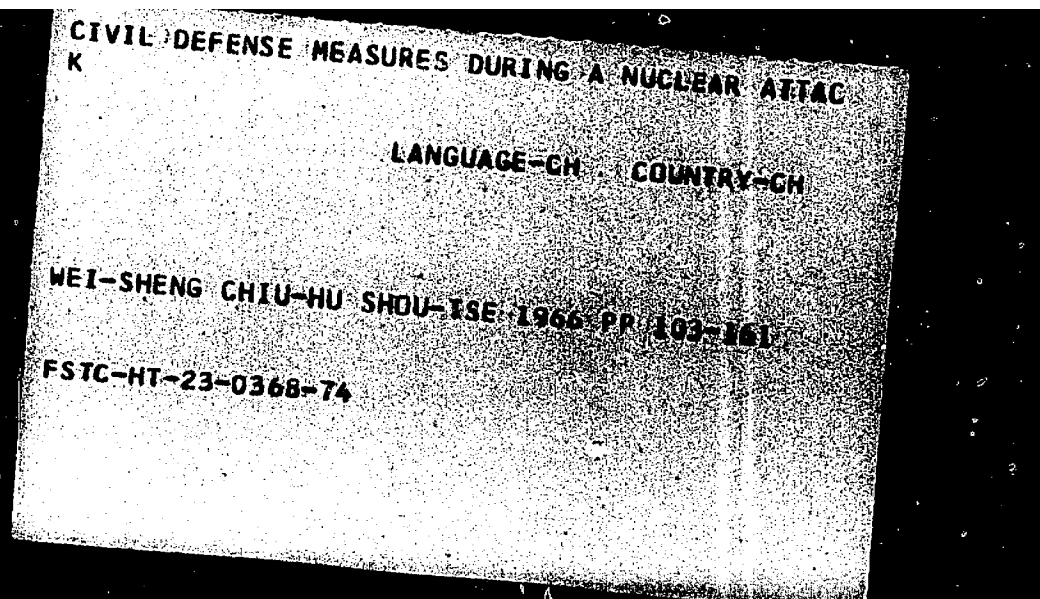 CIVIL DEFENSE MEASURES DURING A NUCLEAR ATTAC
K
LANGUAGE-CH COUNTRY-CH
WEI-SHENG CHIU-HU SHOU-TSE 1966 PP 103-161
FSTC-HT-23-0368-74